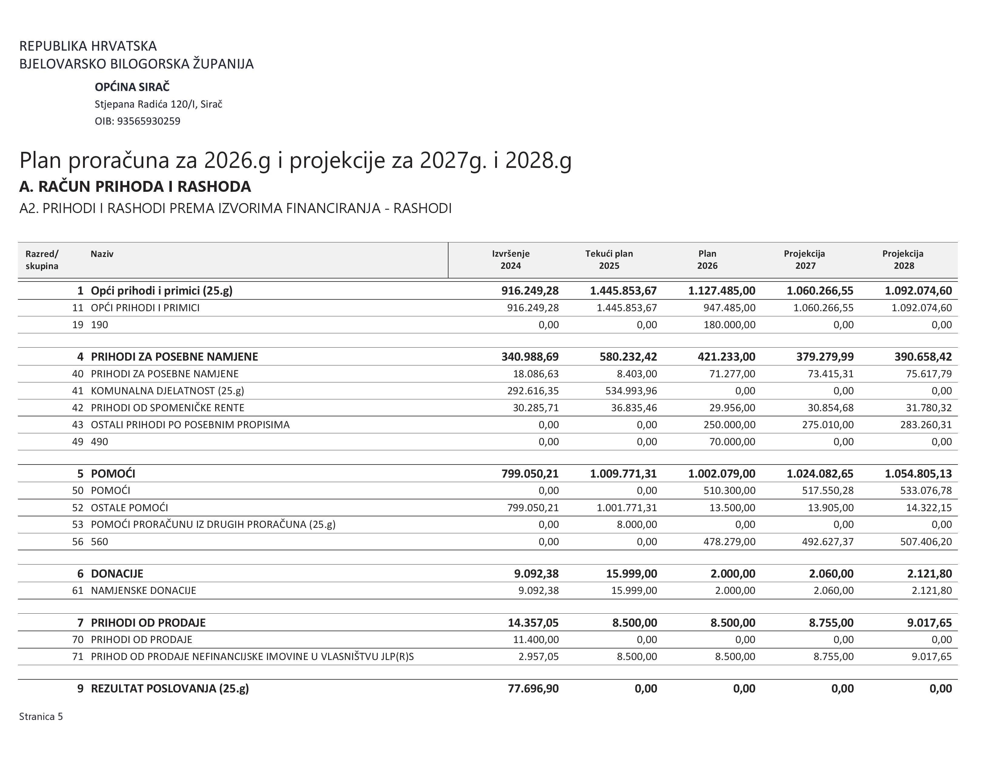 REPUBLIKA HRVATSKA
BJELOVARSKO BILOGORSKA ŽUPANIJA
OPĆINA SIRAČ
Stjepana Radića 120/I, Sirač
OIB: 93565930259
Plan proračuna za 2026.g i projekcije za 2027g. i 2028.g
A. RAČUN PRIHODA I RASHODA
A2. PRIHODI I RASHODI PREMA IZVORIMA FINANCIRANJA - RASHODI
Razred/ Naziv Izvršenje Tekući plan Plan Projekcija Projekcija
skupina 2024 2025 2026 2027 2028
1 Opći prihodi i primici (25.g) 916.249,28 1.445.853,67 1.127.485,00 1.060.266,55 1.092.074,60
11 OPĆI PRIHODI I PRIMICI 916.249,28 1.445.853,67 947.485,00 1.060.266,55 1.092.074,60
19 190 0,00 0,00 180.000,00 0,00 0,00
4 PRIHODI ZA POSEBNE NAMJENE 340.988,69 580.232,42 421.233,00 379.279,99 390.658,42
40 PRIHODI ZA POSEBNE NAMJENE 18.086,63 8.403,00 71.277,00 73.415,31 75.617,79
41 KOMUNALNA DJELATNOST (25.g) 292.616,35 534.993,96 0,00 0,00 0,00
42 PRIHODI OD SPOMENIČKE RENTE 30.285,71 36.835,46 29.956,00 30.854,68 31.780,32
43 OSTALI PRIHODI PO POSEBNIM PROPISIMA 0,00 0,00 250.000,00 275.010,00 283.260,31
49 490 0,00 0,00 70.000,00 0,00 0,00
5 POMOĆI 799.050,21 1.009.771,31 1.002.079,00 1.024.082,65 1.054.805,13
50 POMOĆI 0,00 0,00 510.300,00 517.550,28 533.076,78
52 OSTALE POMOĆI 799.050,21 1.001.771,31 13.500,00 13.905,00 14.322,15
53 POMOĆI PRORAČUNU IZ DRUGIH PRORAČUNA (25.g) 0,00 8.000,00 0,00 0,00 0,00
56 560 0,00 0,00 478.279,00 492.627,37 507.406,20
6 DONACIJE 9.092,38 15.999,00 2.000,00 2.060,00 2.121,80
61 NAMJENSKE DONACIJE 9.092,38 15.999,00 2.000,00 2.060,00 2.121,80
7 PRIHODI OD PRODAJE 14.357,05 8.500,00 8.500,00 8.755,00 9.017,65
70 PRIHODI OD PRODAJE 11.400,00 0,00 0,00 0,00 0,00
71 PRIHOD OD PRODAJE NEFINANCIJSKE IMOVINE U VLASNIŠTVU JLP(R)S 2.957,05 8.500,00 8.500,00 8.755,00 9.017,65
9 REZULTAT POSLOVANJA (25.g) 77.696,90 0,00 0,00 0,00 0,00
Stranica 5